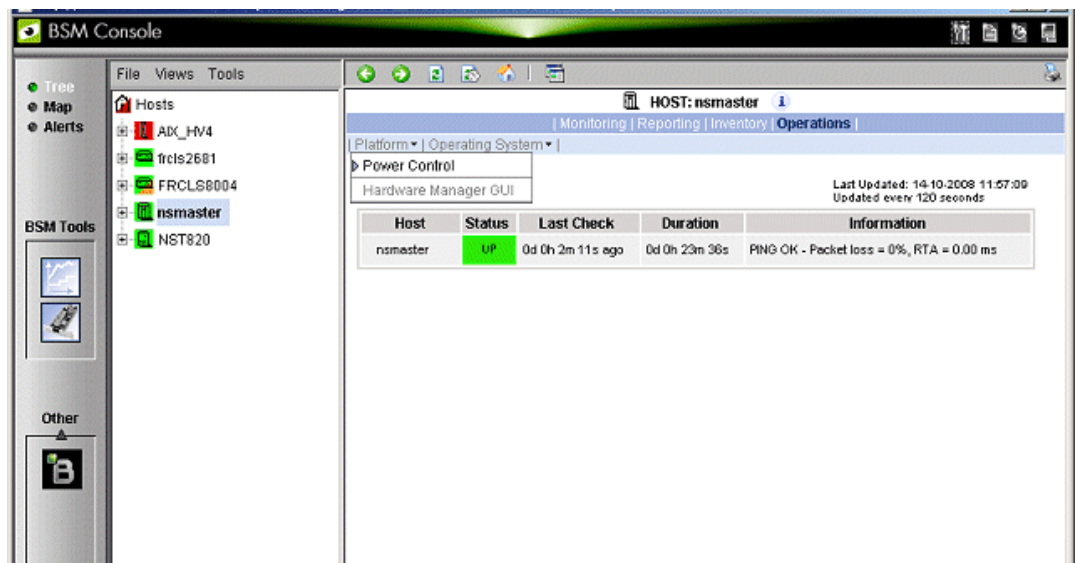 BSM Console
Tree
Map
Alerts
BSM Tools
Other
B
File Views Tools
Hosts
AIX_HV4
frcls2681
FRCLS8004
nsmaster
NST820
HOST: nsmaster
| Monitoring | Reporting | Inventory | Operations |
| Platform | Operating System |
Power Control
Hardware Manager GUI
Last Updated: 14-10-2008 11:57:09
Updated every 120 seconds
Host Status Last Check Duration Information
nsmaster UP 0d 0h 2m 11s ago 0d 0h 23m 36s PING OK - Packet loss = 0%, RTA = 0.00 ms